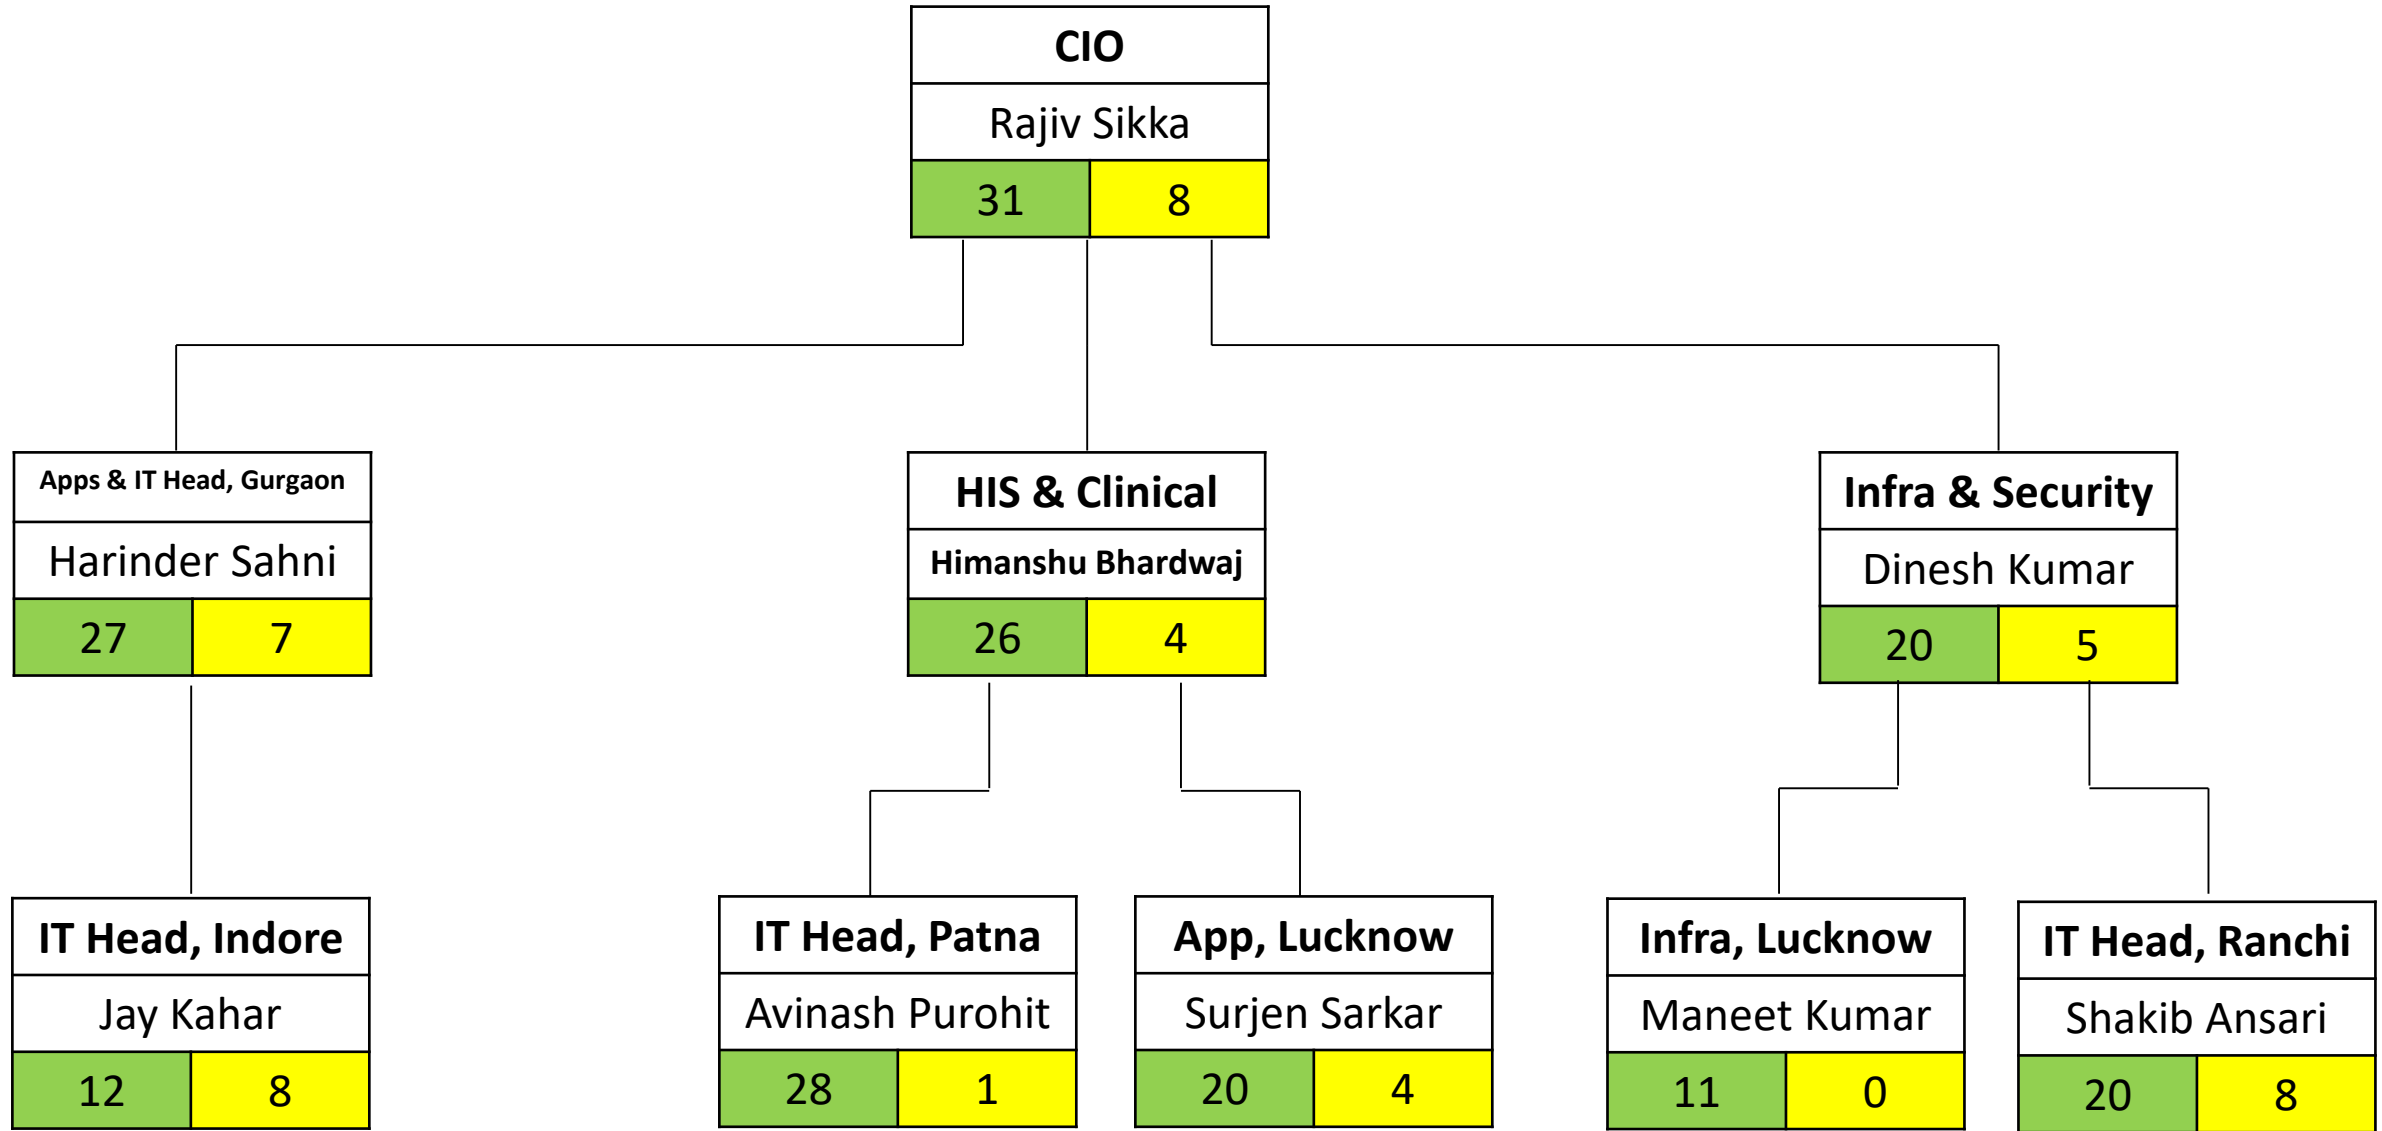 CIO
Rajiv Sikka
31 8
Apps & IT Head, Gurgaon
Harinder Sahni
27 7
HIS & Clinical
Himanshu Bhardwaj
26 4
Infra & Security
Dinesh Kumar
20 5
IT Head, Indore
Jay Kahar
12 8
IT Head, Patna
Avinash Purohit
28 1
App, Lucknow
Surjen Sarkar
20 4
Infra, Lucknow
Maneet Kumar
11 0
IT Head, Ranchi
Shakib Ansari
20 8